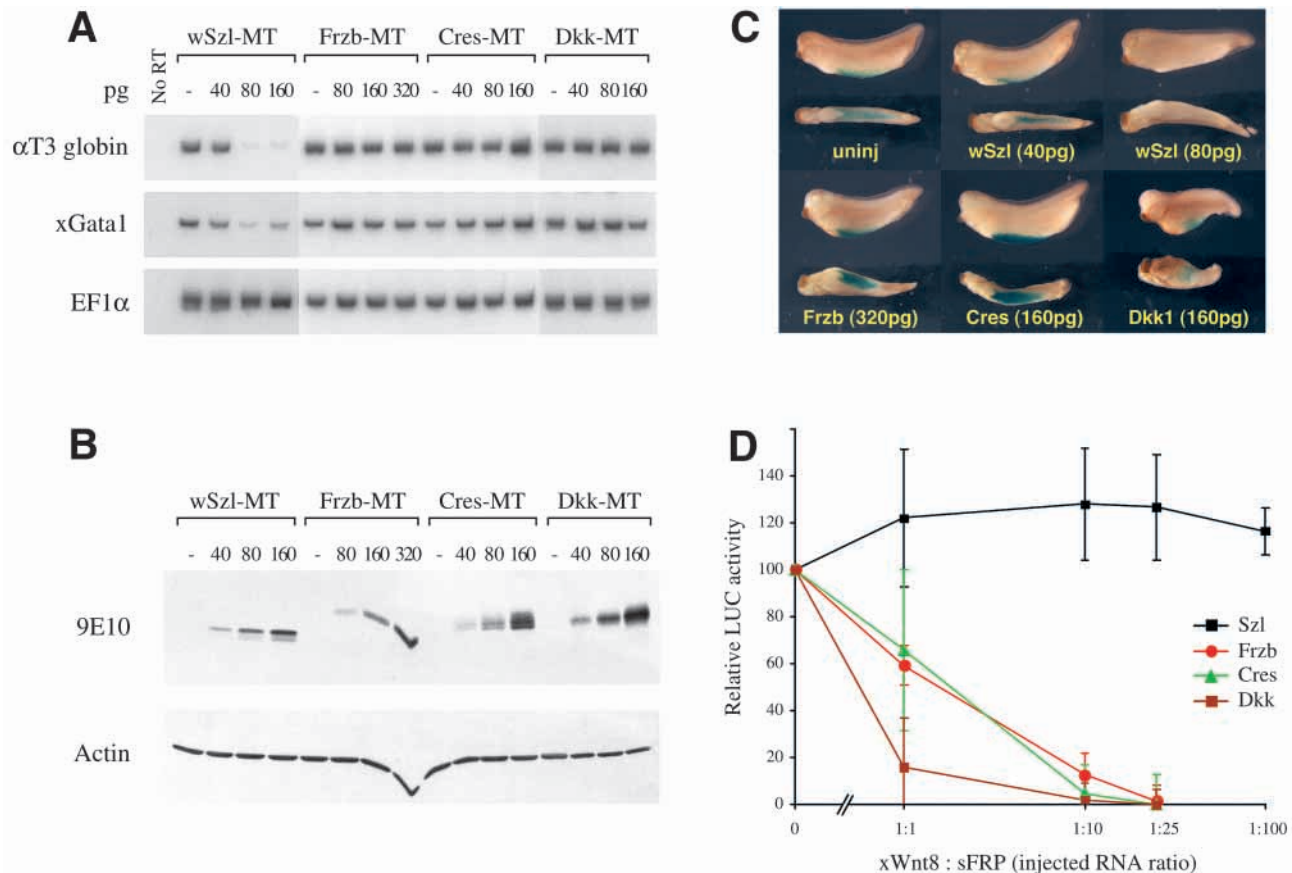 A
wSzl-MT Frzb-MT Cres-MT Dkk-MT
No RT
pg - 40 80 160 - 80 160 320 - 40 80 160 - 40 80 160
αT3 globin
xGata1
EF1α
B
wSzl-MT Frzb-MT Cres-MT Dkk-MT
- 40 80 160 - 80 160 320 - 40 80 160 - 40 80 160
9E10
Actin
C
uninj wSzl (40pg) wSzl (80pg)
Frzb (320pg) Cres (160pg) Dkk1 (160pg)
D
Relative LUC activity
140
120
100
80
60
40
20
0
Szl
Frzb
Cres
Dkk
0 1:1 1:10 1:25 1:100
xWnt8 : sFRP (injected RNA ratio)